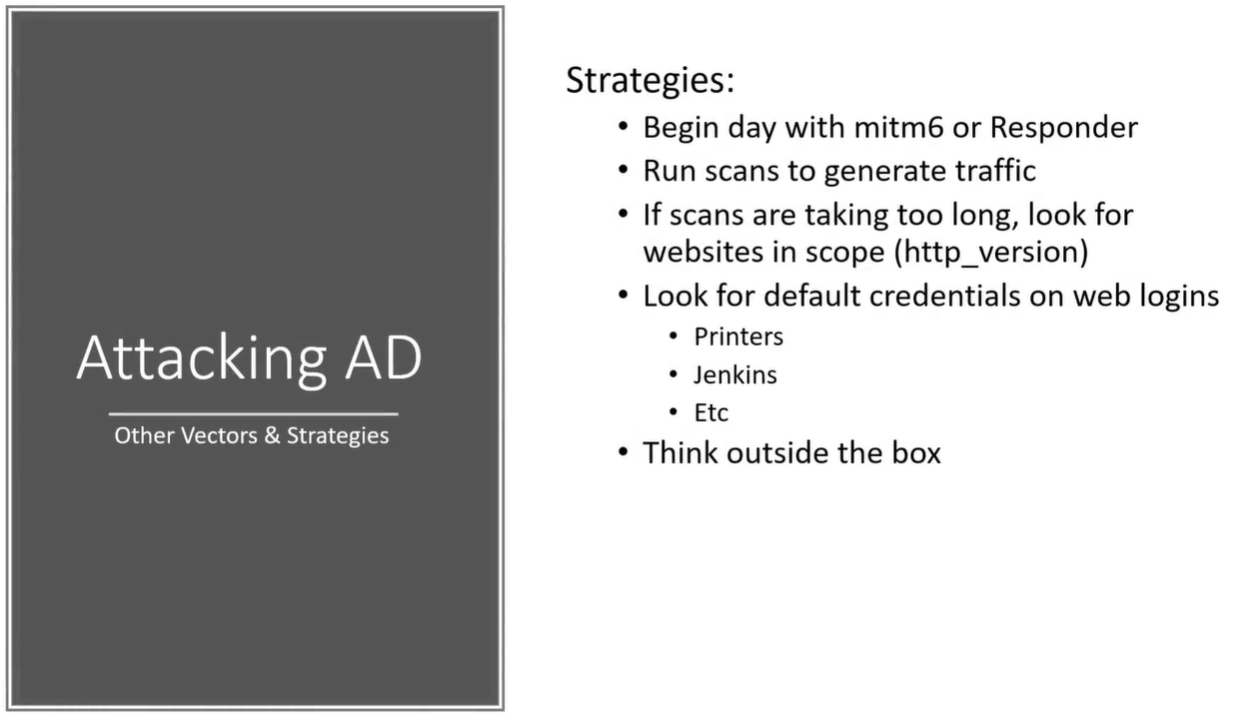 Attacking AD
Other Vectors & Strategies
Strategies:
• Begin day with mitm6 or Responder
• Run scans to generate traffic
• If scans are taking too long, look for
websites in scope (http_version)
• Look for default credentials on web logins
• Printers
• Jenkins
• Etc
• Think outside the box